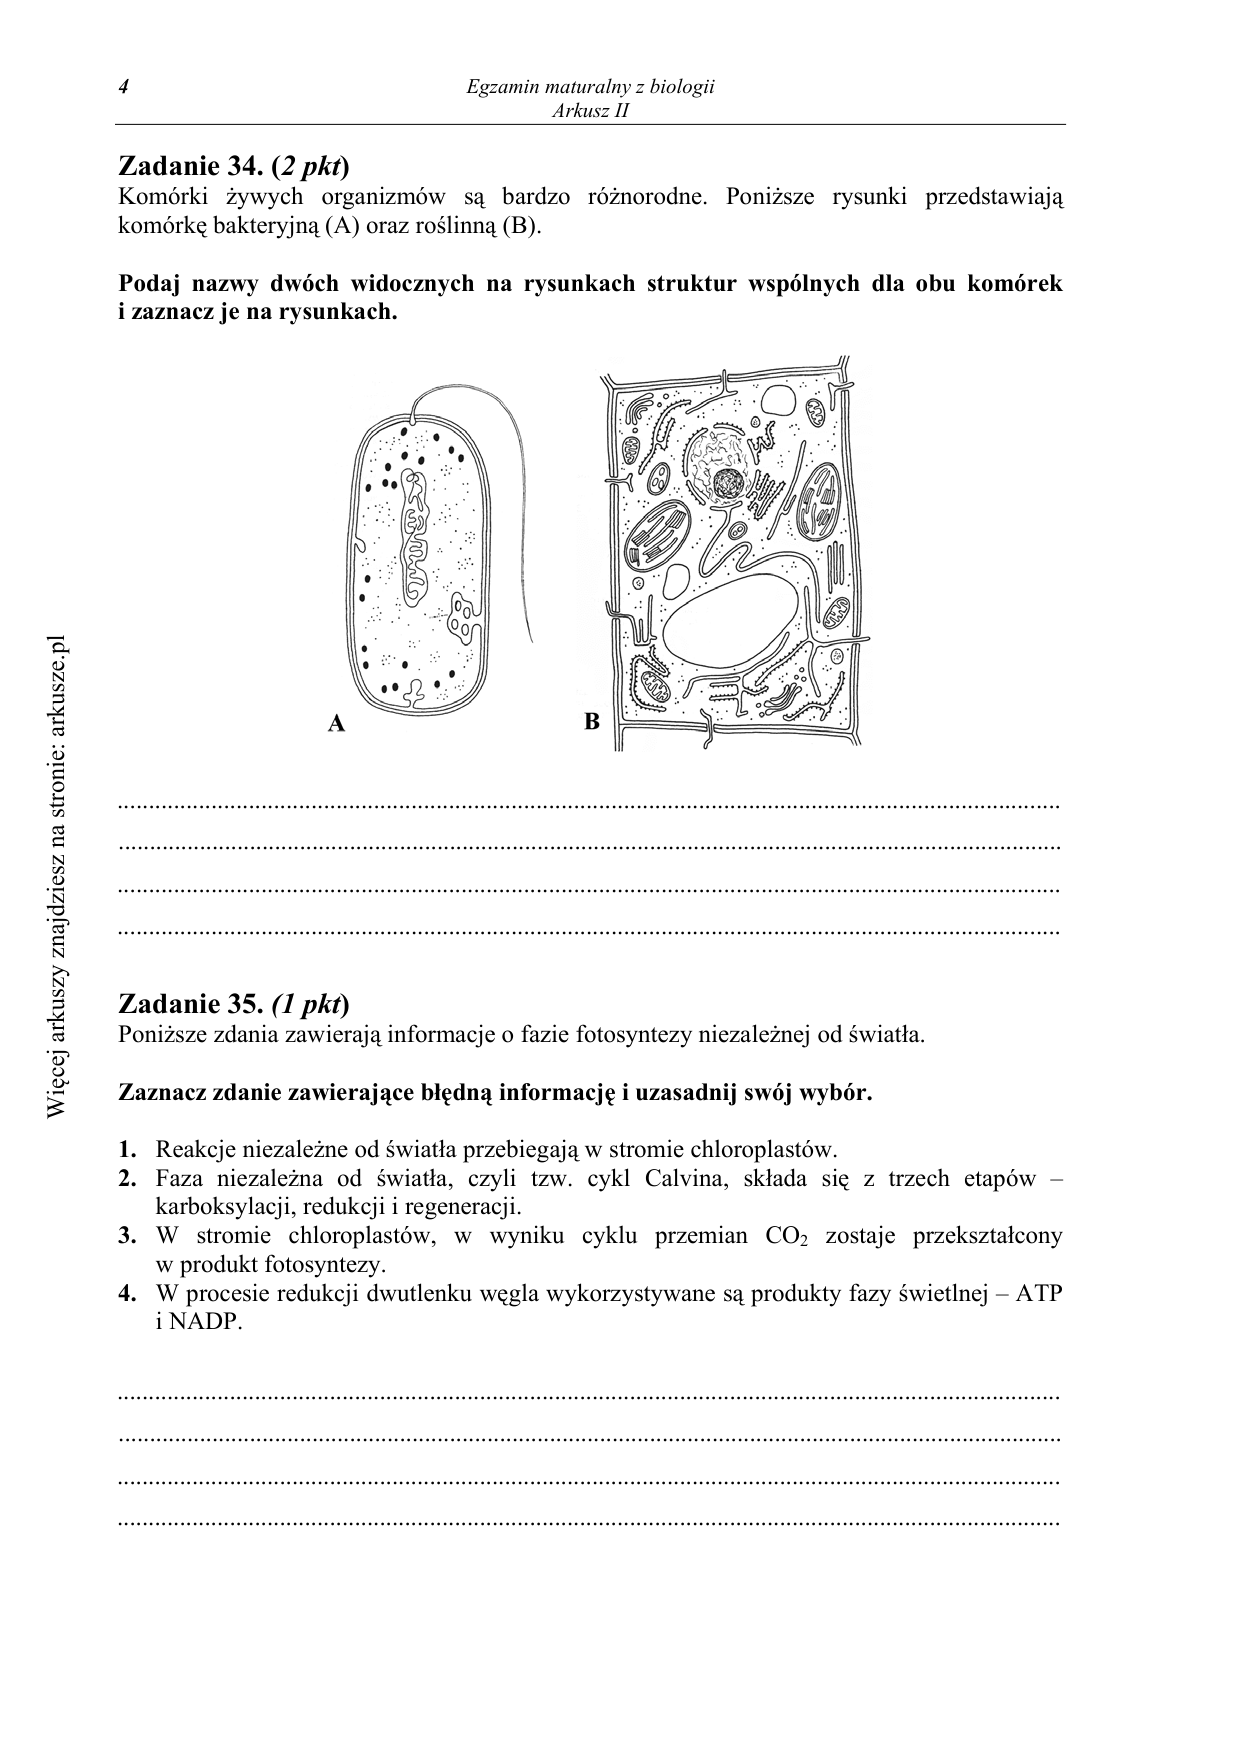 4
Egzamin maturalny z biologii
Arkusz II
Zadanie 34. (2 pkt)
Komórki żywych organizmów są bardzo różnorodne. Poniższe rysunki przedstawiają
komórkę bakteryjną (A) oraz roślinną (B).
Podaj nazwy dwóch widocznych na rysunkach struktur wspólnych dla obu komórek
i zaznacz je na rysunkach.
A
B
Zadanie 35. (1 pkt)
Poniższe zdania zawierają informacje o fazie fotosyntezy niezależnej od światła.
Zaznacz zdanie zawierające błędną informację i uzasadnij swój wybór.
1. Reakcje niezależne od światła przebiegają w stromie chloroplastów.
2. Faza niezależna od światła, czyli tzw. cykl Calvina, składa się z trzech etapów –
karboksylacji, redukcji i regeneracji.
3. W stromie chloroplastów, w wyniku cyklu przemian CO₂ zostaje przekształcony
w produkt fotosyntezy.
4. W procesie redukcji dwutlenku węgla wykorzystywane są produkty fazy świetlnej – ATP
i NADP.
Więcej arkuszy znajdziesz na stronie: arkusze.pl